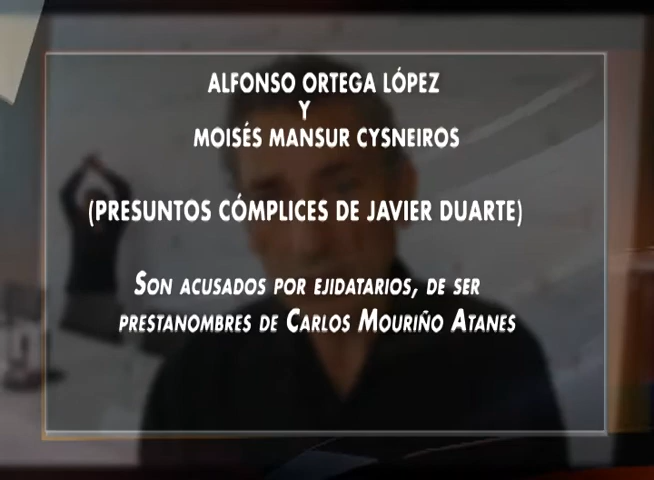 ALFONSO ORTEGA LÓPEZ
Y
MOISÉS MANSUR CYSNEIROS
(PRESUNTOS CÓMPLICES DE JAVIER DUARTE)
SON ACUSADOS POR EJIDATARIOS, DE SER
PRESTANOMBRES DE CARLOS MOURIÑO ATANES